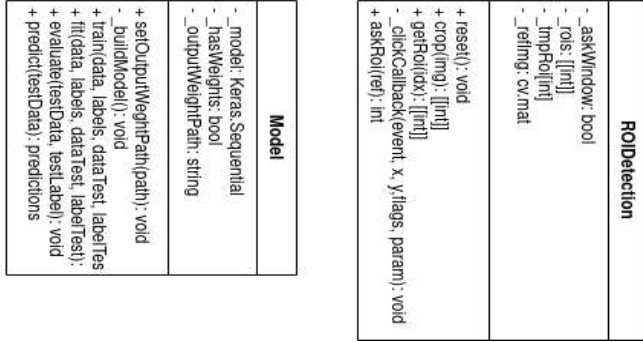 ROIDetection
- _askWindow: bool
- _rois: [[int]]
- _tmpRoi[int]
- _refImg: cv.mat
+ reset(): void
+ crop(img): [[int]]
+ getRoi(idx): [[int]]
- _clickCallback(event, x, y,flags, param): void
+ askRoi(ref): int
Model
- _model: Keras.Sequential
- _hasWeights: bool
- _outputWeightPath: string
+ setOutputWeghtPath(path): void
- _buildModel(): void
+ train(data, labels, dataTest, labelTes
+ fit(data, labels, dataTest, labelTest):
+ evaluate(testData, testLabel): void
+ predict(testData): predictions